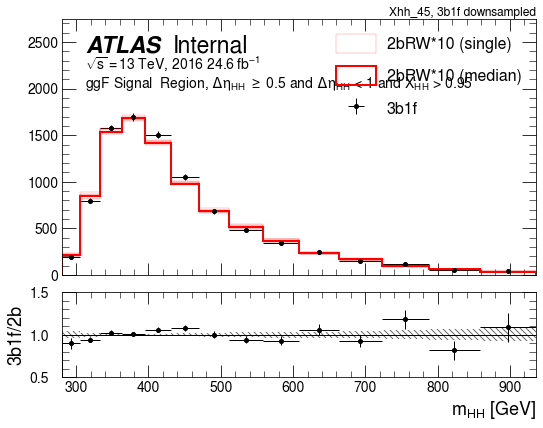 Xhh_45, 3b1f downsampled
ATLAS Internal
√s = 13 TeV, 2016 24.6 fb⁻¹
ggF Signal Region, Δη_HH ≥ 0.5 and Δη_HH < 1 and X_HH > 0.95
2bRW*10 (single)
2bRW*10 (median)
3b1f
2500
2000
1500
1000
500
0
3b1f/2b
1.5
1.0
0.5
300 400 500 600 700 800 900
m_HH [GeV]